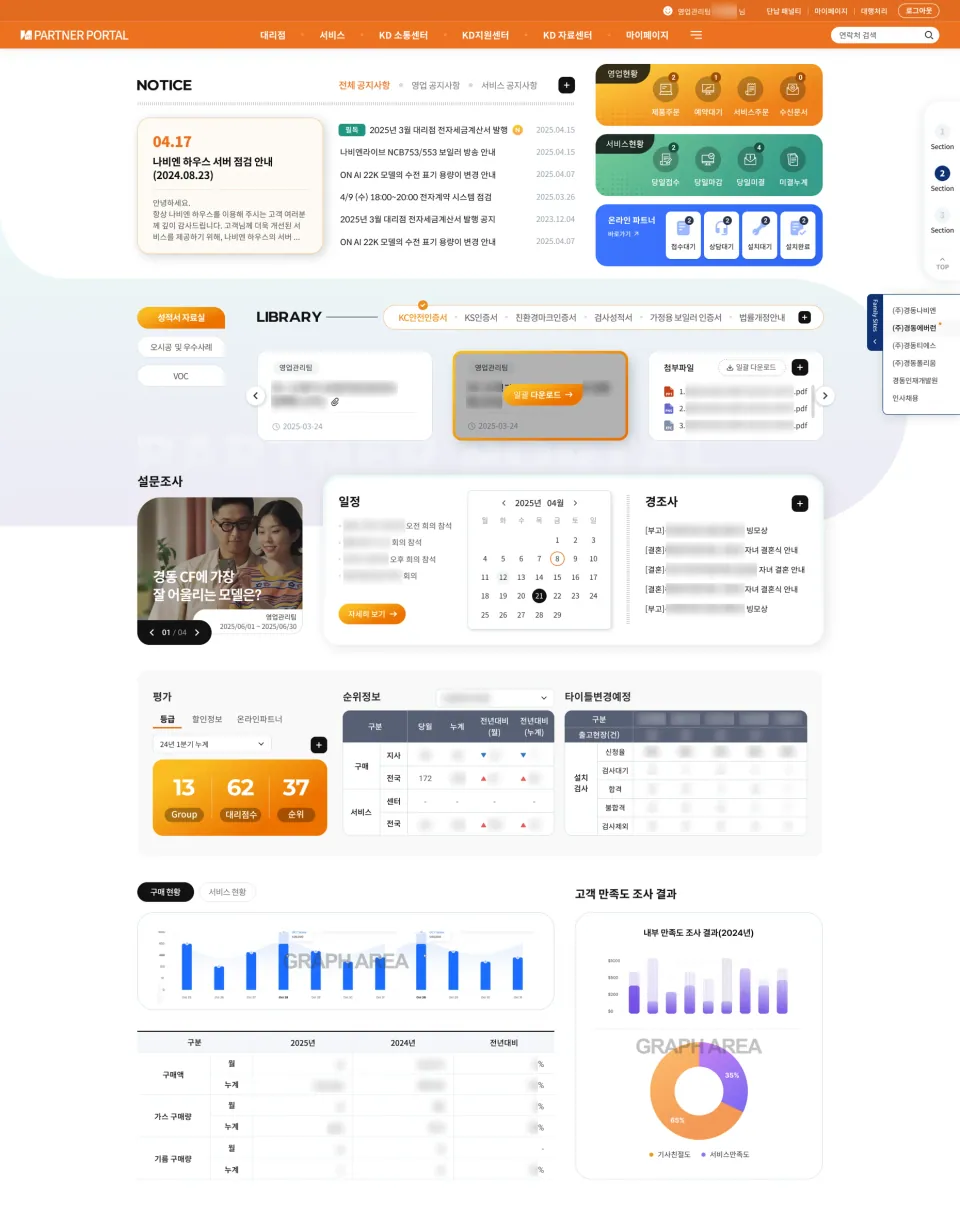 영업관리팀 님
단납 패널티
마이페이지
대행처리
로그아웃
PARTNER PORTAL
대리점
서비스
KD 소통센터
KD지원센터
KD 자료센터
마이페이지
연락처 검색
NOTICE
전체 공지사항
영업 공지사항
서비스 공지사항
04.17
나비엔 하우스 서버 점검 안내
(2024.08.23)
안녕하세요.
항상 나비엔 하우스를 이용해 주시는 고객 여러분
께 깊이 감사드립니다. 고객님께 더욱 개선된 서
비스를 제공하기 위해, 나비엔 하우스의 서버 ...
필독 2025년 3월 대리점 전자세금계산서 발행 2025.04.15
나비엔라이브 NCB753/553 보일러 방송 안내 2025.04.15
ON AI 22K 모델의 수전 표기 용량이 변경 안내 2025.04.07
4/9 (수) 18:00~20:00 전자계약 시스템 점검 2025.03.26
2025년 3월 대리점 전자세금계산서 발행 공지 2023.12.04
ON AI 22K 모델의 수전 표기 용량이 변경 안내 2025.04.07
영업현황
2 1 0
제품주문 예약대기 서비스주문 수신문서
서비스현황
2 4
당일접수 당일마감 당일미결 미결누계
온라인 파트너
바로가기
2 2 2 2
접수대기 상담대기 설치대기 설치완료
1
Section
2
Section
3
Section
TOP
Family Sites
(주)경동나비엔
(주)경동에버런
(주)경동티에스
(주)경동폴리움
경동인재개발원
인사채용
성적서 자료실
오시공 및 우수사례
VOC
LIBRARY
KC안전인증서
KS인증서
친환경마크인증서
검사성적서
가정용 보일러 인증서
법률개정안내
영업관리팀
2025-03-24
영업관리팀
일괄 다운로드
2025-03-24
첨부파일
일괄 다운로드
1. .pdf
2. .pdf
3. .pdf
설문조사
경동 CF에 가장
잘 어울리는 모델은?
영업관리팀
2025/06/01 ~ 2025/06/30
01 / 04
일정
오전 회의 참석
회의 참석
오후 회의 참석
회의
자세히 보기
2025년 04월
월 화 수 목 금 토 일
1 2 3
4 5 6 7 8 9 10
11 12 13 14 15 16 17
18 19 20 21 22 23 24
25 26 27 28 29
경조사
[부고] 빙모상
[결혼] 자녀 결혼식 안내
[결혼] 자녀 결혼 안내
[결혼] 자녀 결혼식 안내
[부고] 빙모상
평가
등급
할인정보
온라인파트너
24년 1분기 누계
13 62 37
Group 대리점수 순위
순위정보
구분 당일 누계 전년대비
(월) 전년대비
(누계)
구매 지사
전국 172
서비스 센터 - - - -
전국
타이틀변경예정
구분
출고현장(건)
설치
검사
신청율
검사대기
합격
불합격
검사제외
구매 현황
서비스 현황
GRAPH AREA
구분 2025년 2024년 전년대비
구매액 월 %
누계 %
가스 구매량 월 %
누계 %
기름 구매량 월 -
누계 %
고객 만족도 조사 결과
내부 만족도 조사 결과(2024년)
GRAPH AREA
35%
65%
기사친절도
서비스만족도